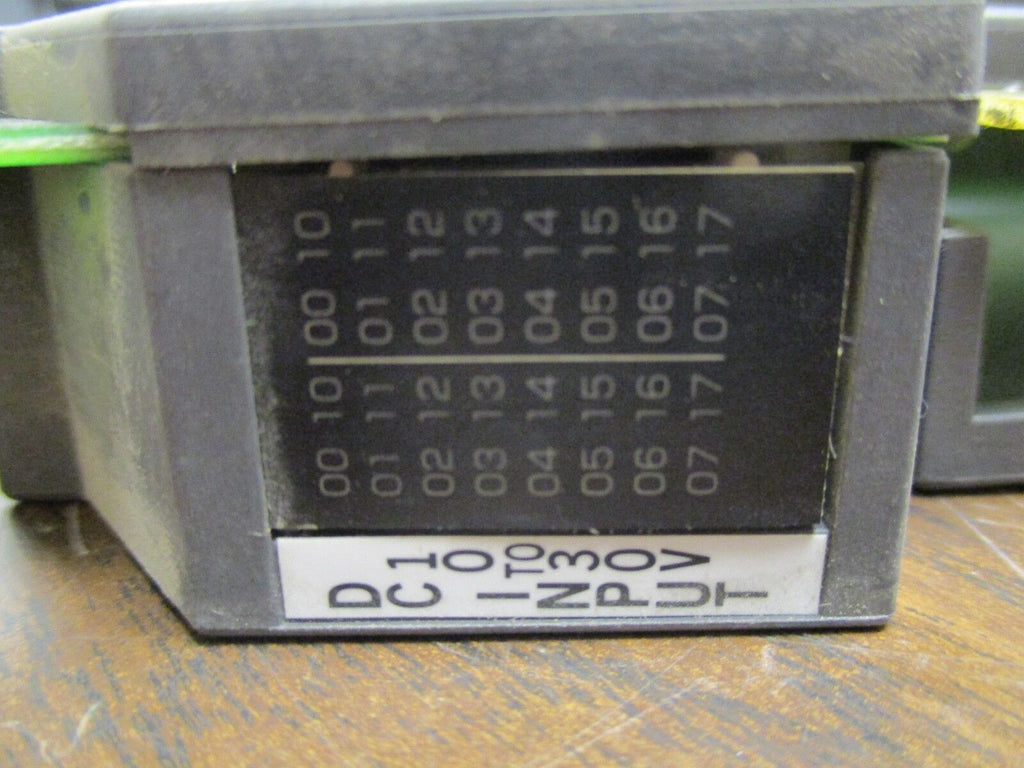 DC 10 TO 30V
INPUT
00 10 00 10
01 11 01 11
02 12 02 12
03 13 03 13
04 14 04 14
05 15 05 15
06 16 06 16
07 17 07 17